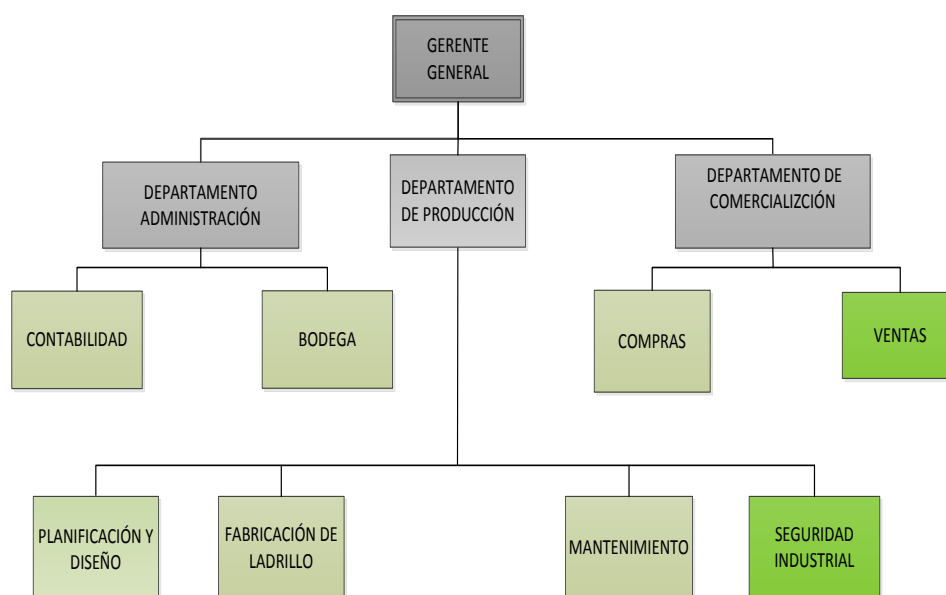 GERENTE
GENERAL
DEPARTAMENTO
ADMINISTRACIÓN
DEPARTAMENTO
DE PRODUCCIÓN
DEPARTAMENTO DE
COMERCIALIZCIÓN
CONTABILIDAD
BODEGA
COMPRAS
VENTAS
PLANIFICACIÓN Y
DISEÑO
FABRICACIÓN DE
LADRILLO
MANTENIMIENTO
SEGURIDAD
INDUSTRIAL